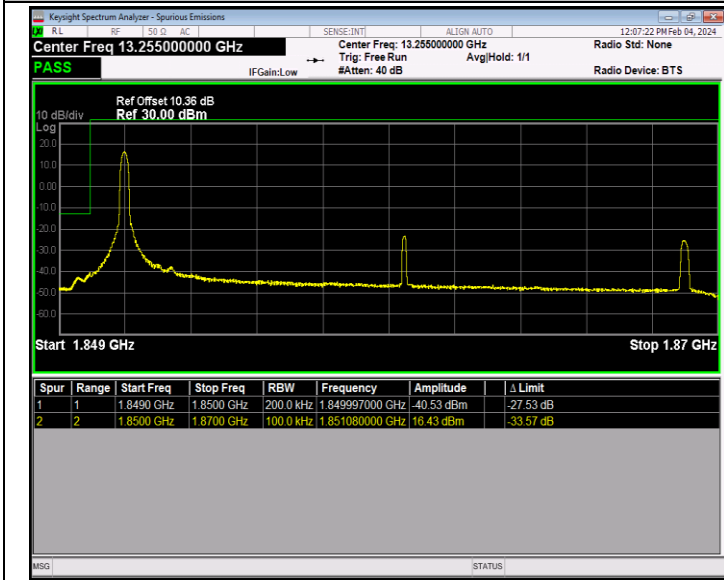 Keysight Spectrum Analyzer - Spurious Emissions
RL RF 50 Ω AC SENSE:INT ALIGN AUTO 12:07:22 PM Feb 04, 2024
Center Freq 13.255000000 GHz Center Freq: 13.255000000 GHz Radio Std: None
Trig: Free Run Avg|Hold: 1/1
PASS IFGain:Low #Atten: 40 dB Radio Device: BTS
Ref Offset 10.36 dB
10 dB/div Ref 30.00 dBm
Log
20.0
10.0
0.00
-10.0
-20.0
-30.0
-40.0
-50.0
-60.0
Start 1.849 GHz Stop 1.87 GHz
Spur Range Start Freq Stop Freq RBW Frequency Amplitude Δ Limit
1 1 1.8490 GHz 1.8500 GHz 200.0 kHz 1.849997000 GHz -40.53 dBm -27.53 dB
2 2 1.8500 GHz 1.8700 GHz 100.0 kHz 1.851080000 GHz 16.43 dBm -33.57 dB
MSG STATUS